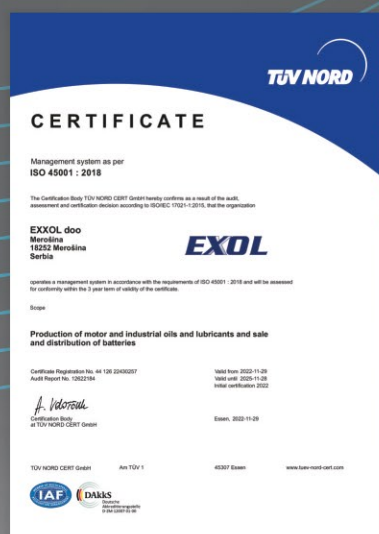 TÜV NORD
CERTIFICATE
Management system as per
ISO 45001 : 2018
The Certification Body TÜV NORD CERT GmbH hereby confirms as a result of the audit,
assessment and certification decision according to ISO/IEC 17021-1:2015, that the organization
EXXOL doo
Merošina
18252 Merošina
Serbia
EXOL
operates a management system in accordance with the requirements of ISO 45001 : 2018 and will be assessed
for conformity within the 3 year term of validity of the certificate.
Scope
Production of motor and industrial oils and lubricants and sale
and distribution of batteries
Certificate Registration No. 44 126 22400257
Audit Report No. 12622184
Valid from 2022-11-29
Valid until 2025-11-28
Initial certification 2022
Certification Body
at TÜV NORD CERT GmbH
Essen, 2022-11-29
TÜV NORD CERT GmbH Am TÜV 1 45307 Essen www.tuev-nord-cert.com
IAF
DAkkS
Deutsche
Akkreditierungsstelle